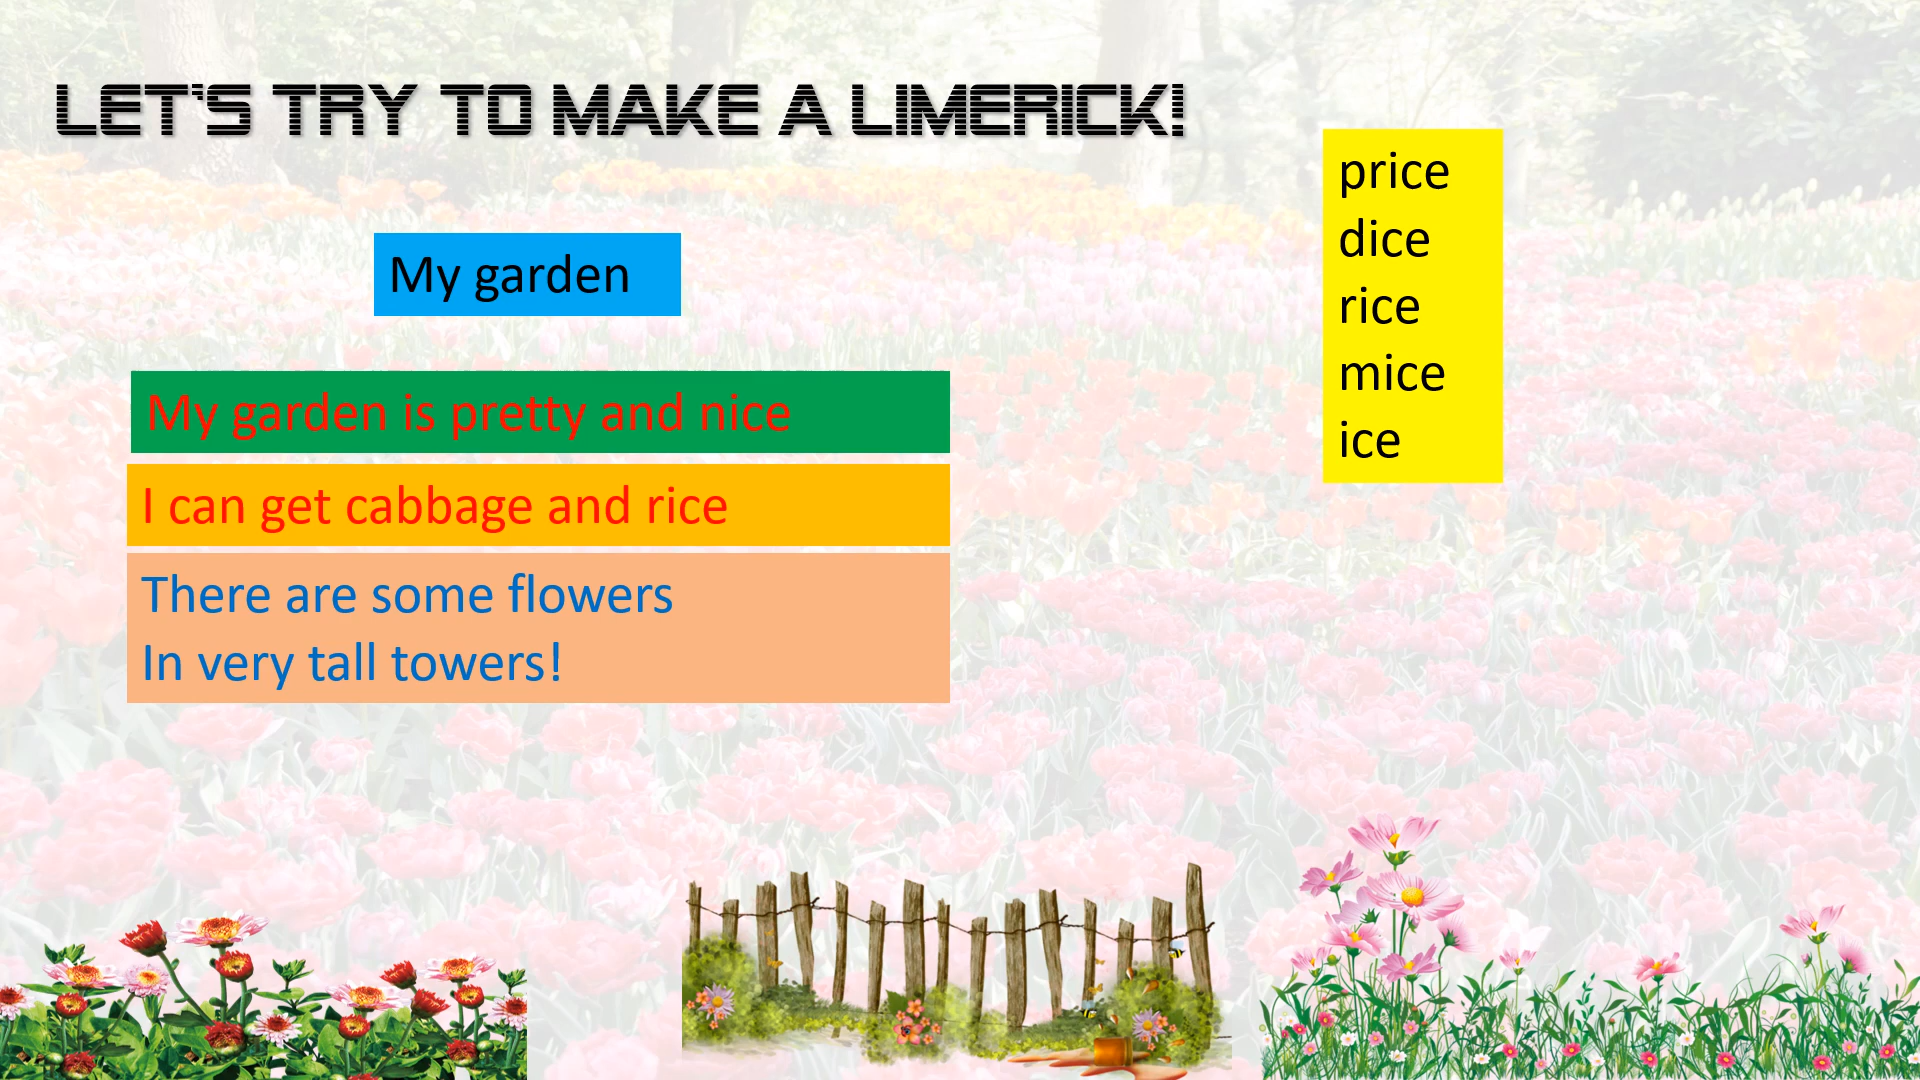 LET'S TRY TO MAKE A LIMERICK!
My garden
My garden is pretty and nice
I can get cabbage and rice
There are some flowers
In very tall towers!
price
dice
rice
mice
ice